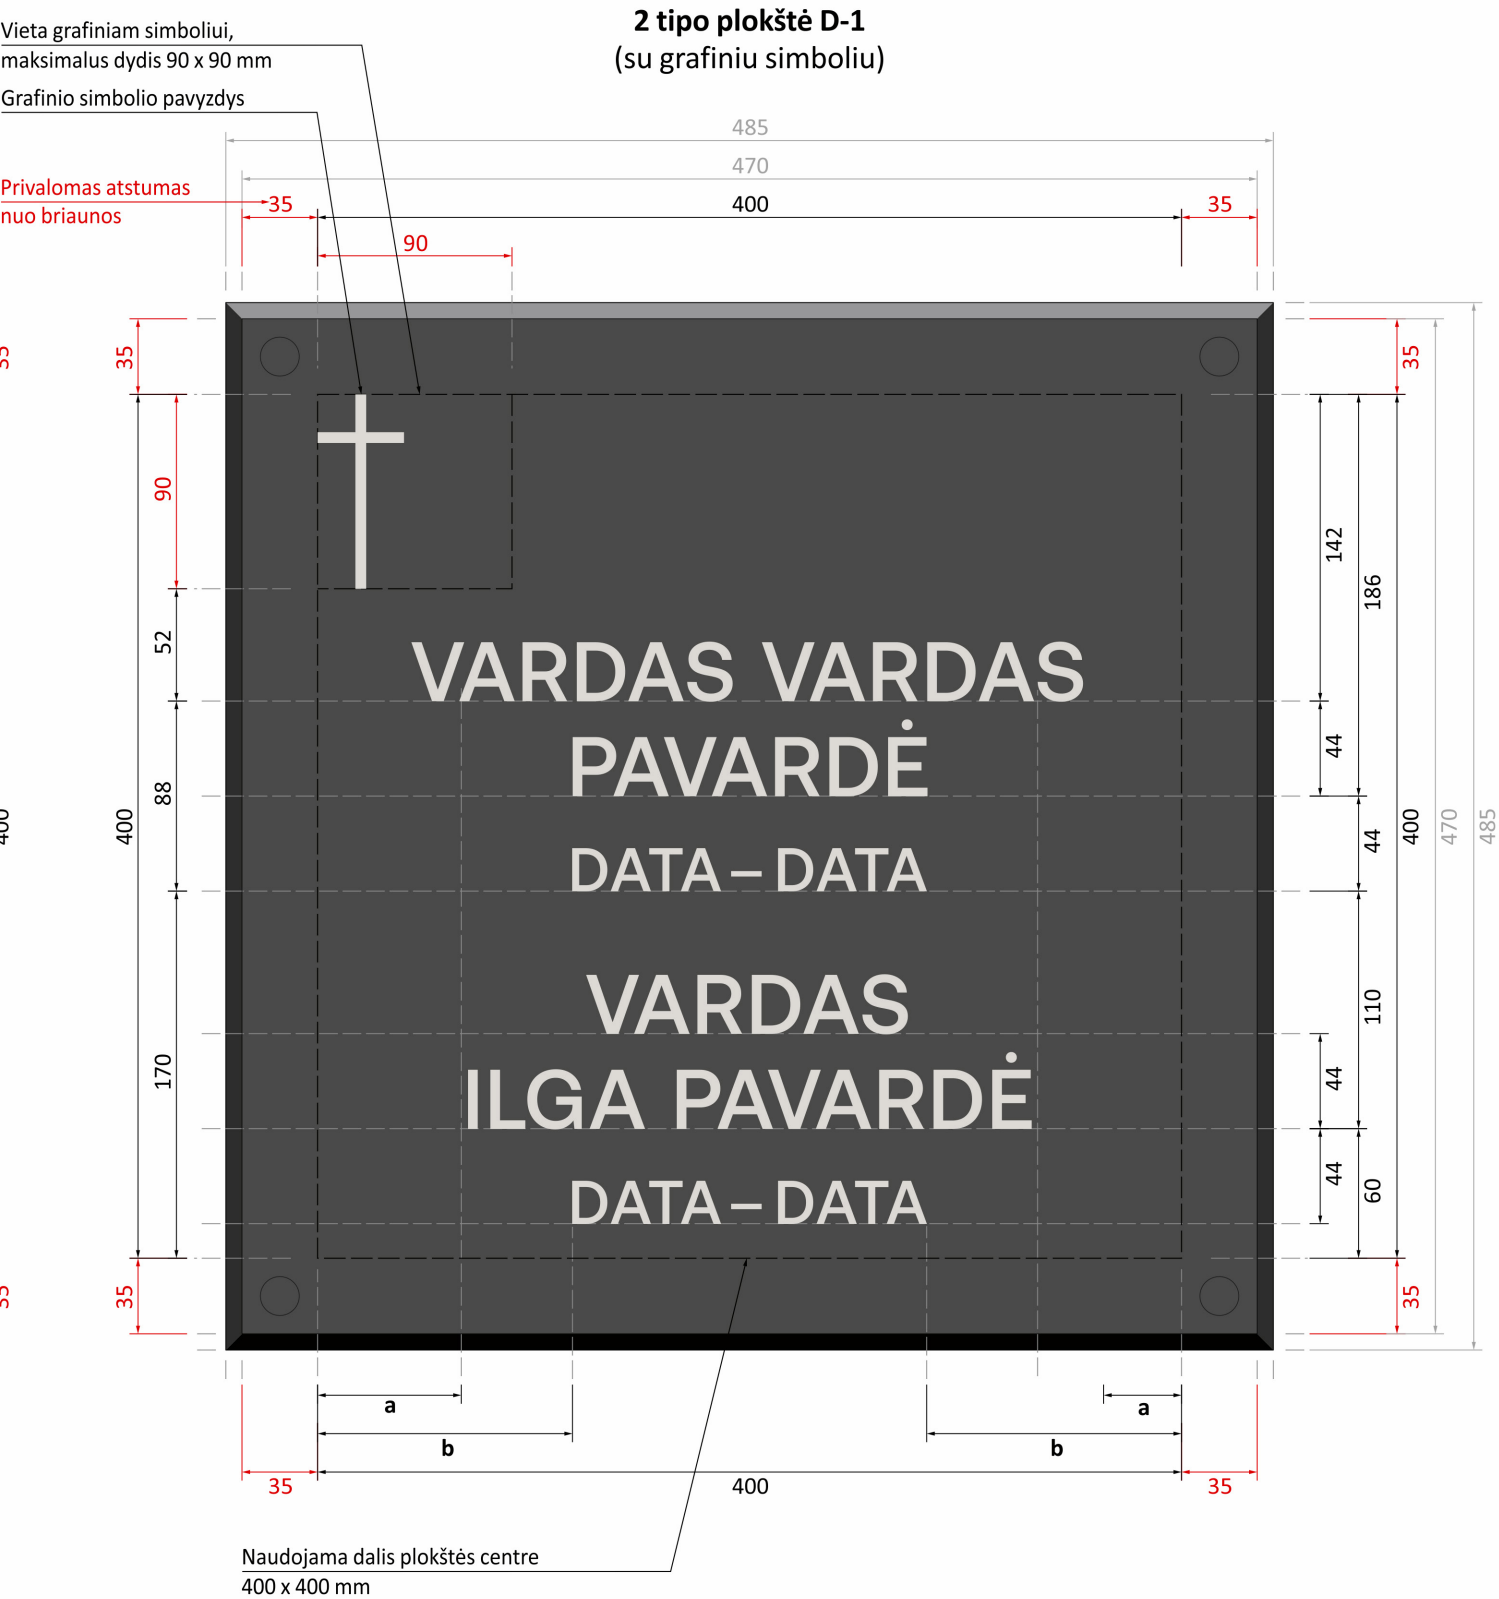 2 tipo plokštė D-1
(su grafiniu simboliu)
Vieta grafiniam simboliui,
maksimalus dydis 90 x 90 mm
Grafinio simbolio pavyzdys
Privalomas atstumas
nuo briaunos
485
470
35
400
35
90
35
35
35
90
142
186
52
44
88
400
400
44
400
470
485
170
110
44
44
60
35
35
35
VARDAS VARDAS
PAVARDĖ
DATA – DATA
VARDAS
ILGA PAVARDĖ
DATA – DATA
a
a
b
b
35
400
35
Naudojama dalis plokštės centre
400 x 400 mm